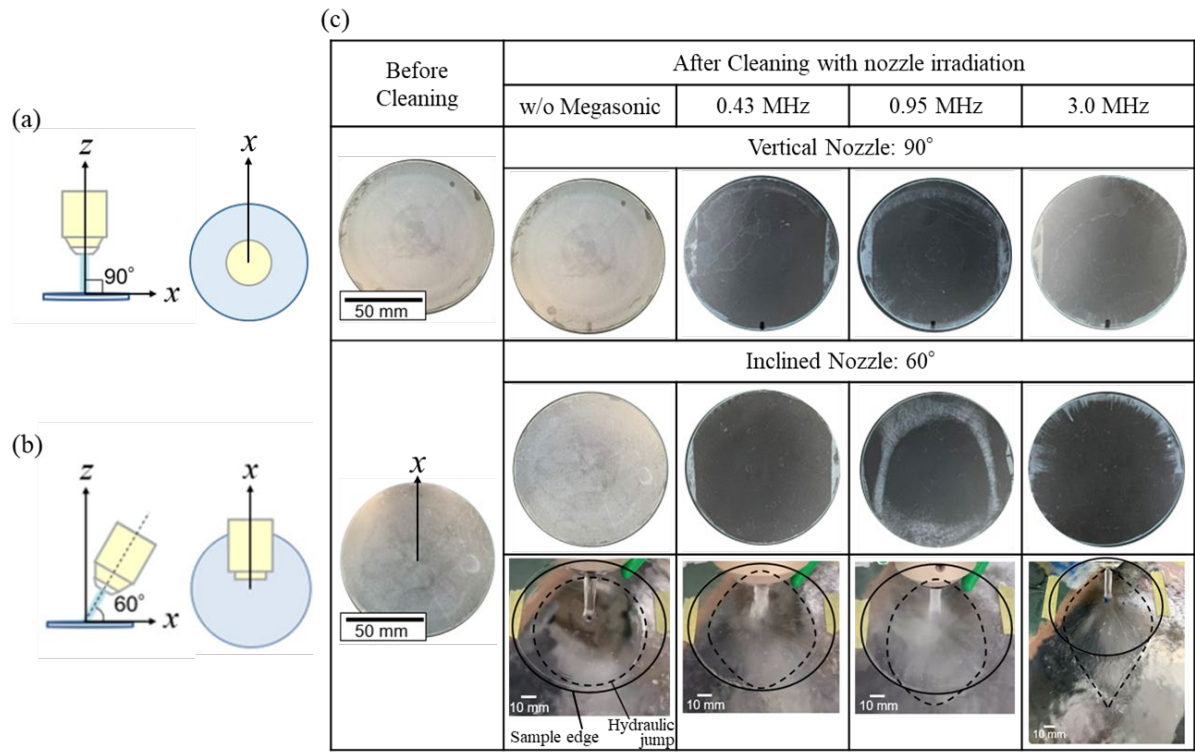 (a)
z
x
90°
x
(b)
z
x
60°
x
(c)
Before
Cleaning
After Cleaning with nozzle irradiation
w/o Megasonic
0.43 MHz
0.95 MHz
3.0 MHz
Vertical Nozzle: 90°
50 mm
Inclined Nozzle: 60°
x
50 mm
10 mm
10 mm
10 mm
10 mm
Sample edge
Hydraulic
jump